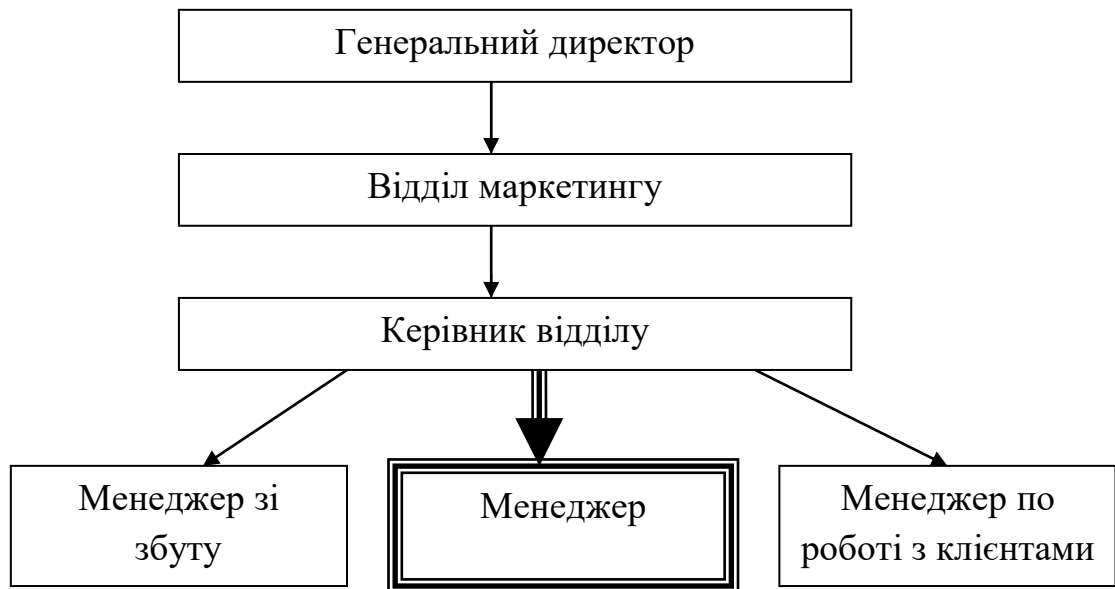 Генеральний директор
Відділ маркетингу
Керівник відділу
Менеджер зі
збуту
Менеджер
Менеджер по
роботі з клієнтами